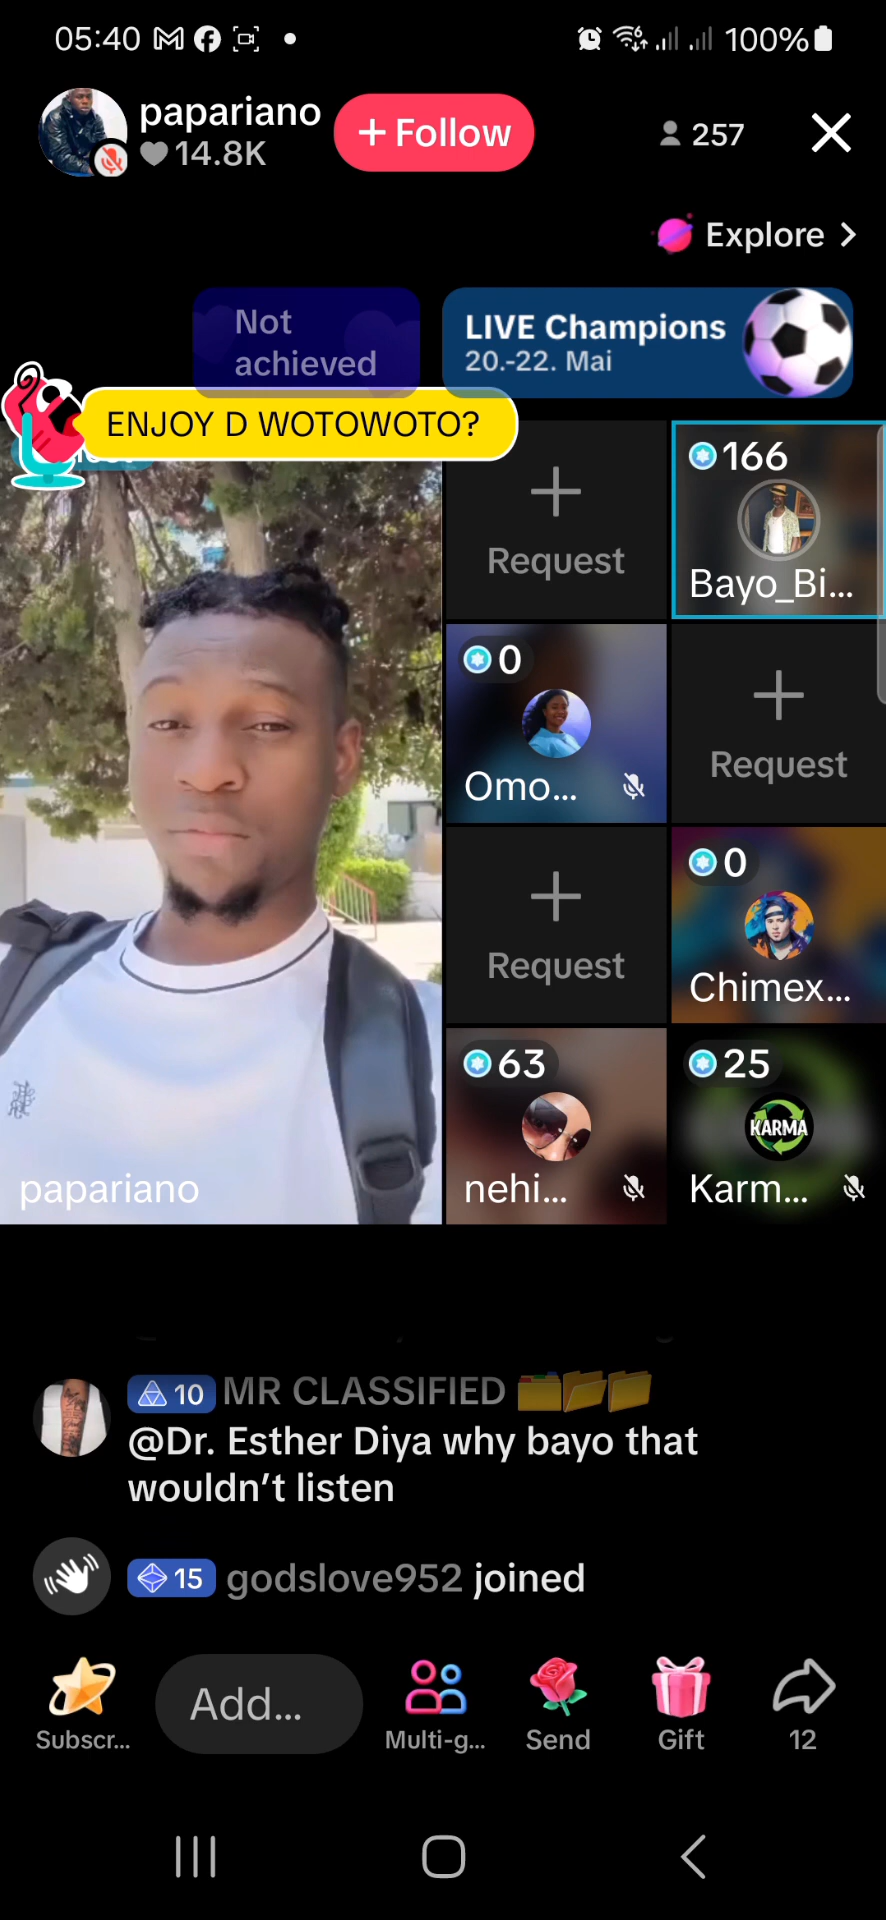 05:40
100%
papariano
14.8K
+ Follow
257
Explore
Not
achieved
LIVE Champions
20.-22. Mai
ENJOY D WOTOWOTO?
Request
166
Bayo_Bi...
0
Omo...
Request
Request
0
Chimex...
63
nehi...
25
KARMA
Karm...
papariano
10 MR CLASSIFIED
@Dr. Esther Diya why bayo that
wouldn't listen
15 godslove952 joined
Add...
Subscr...
Multi-g...
Send
Gift
12